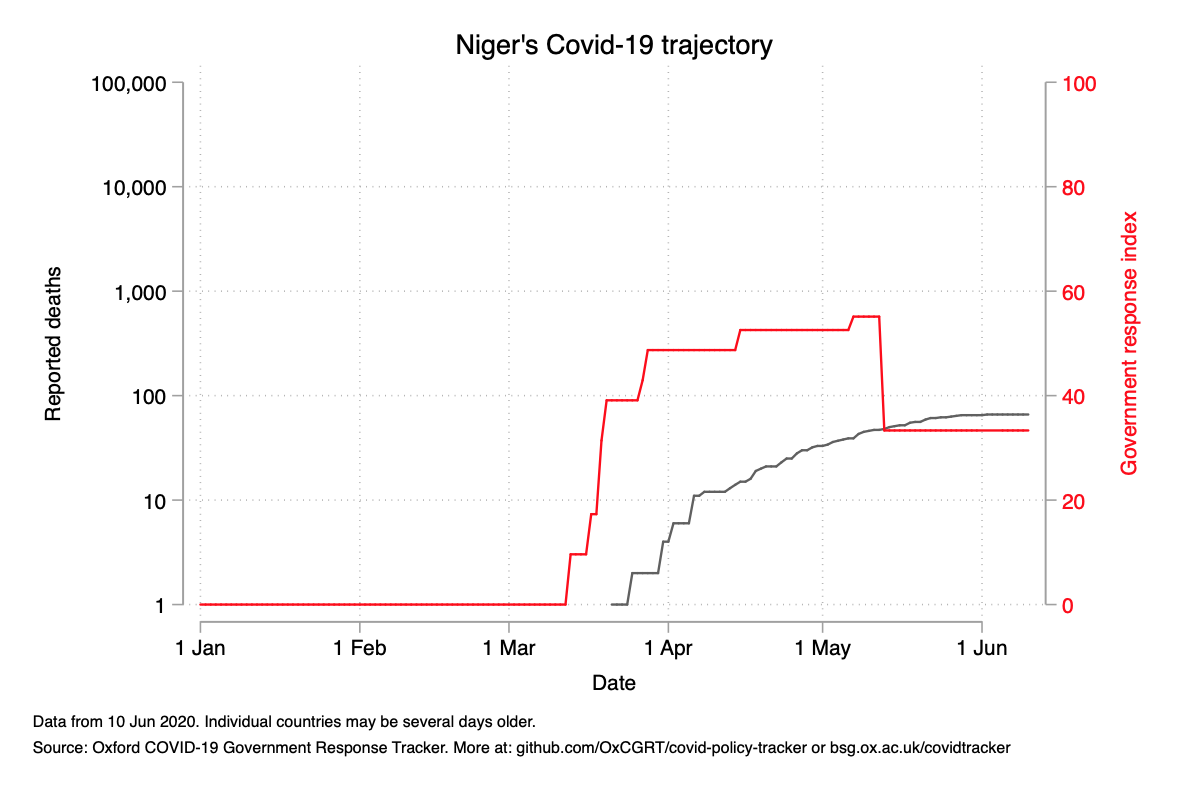 Niger's Covid-19 trajectory
100,000
10,000
1,000
100
10
1
Reported deaths
100
80
60
40
20
0
Government response index
1 Jan 1 Feb 1 Mar 1 Apr 1 May 1 Jun
Date
Data from 10 Jun 2020. Individual countries may be several days older.
Source: Oxford COVID-19 Government Response Tracker. More at: github.com/OxCGRT/covid-policy-tracker or bsg.ox.ac.uk/covidtracker